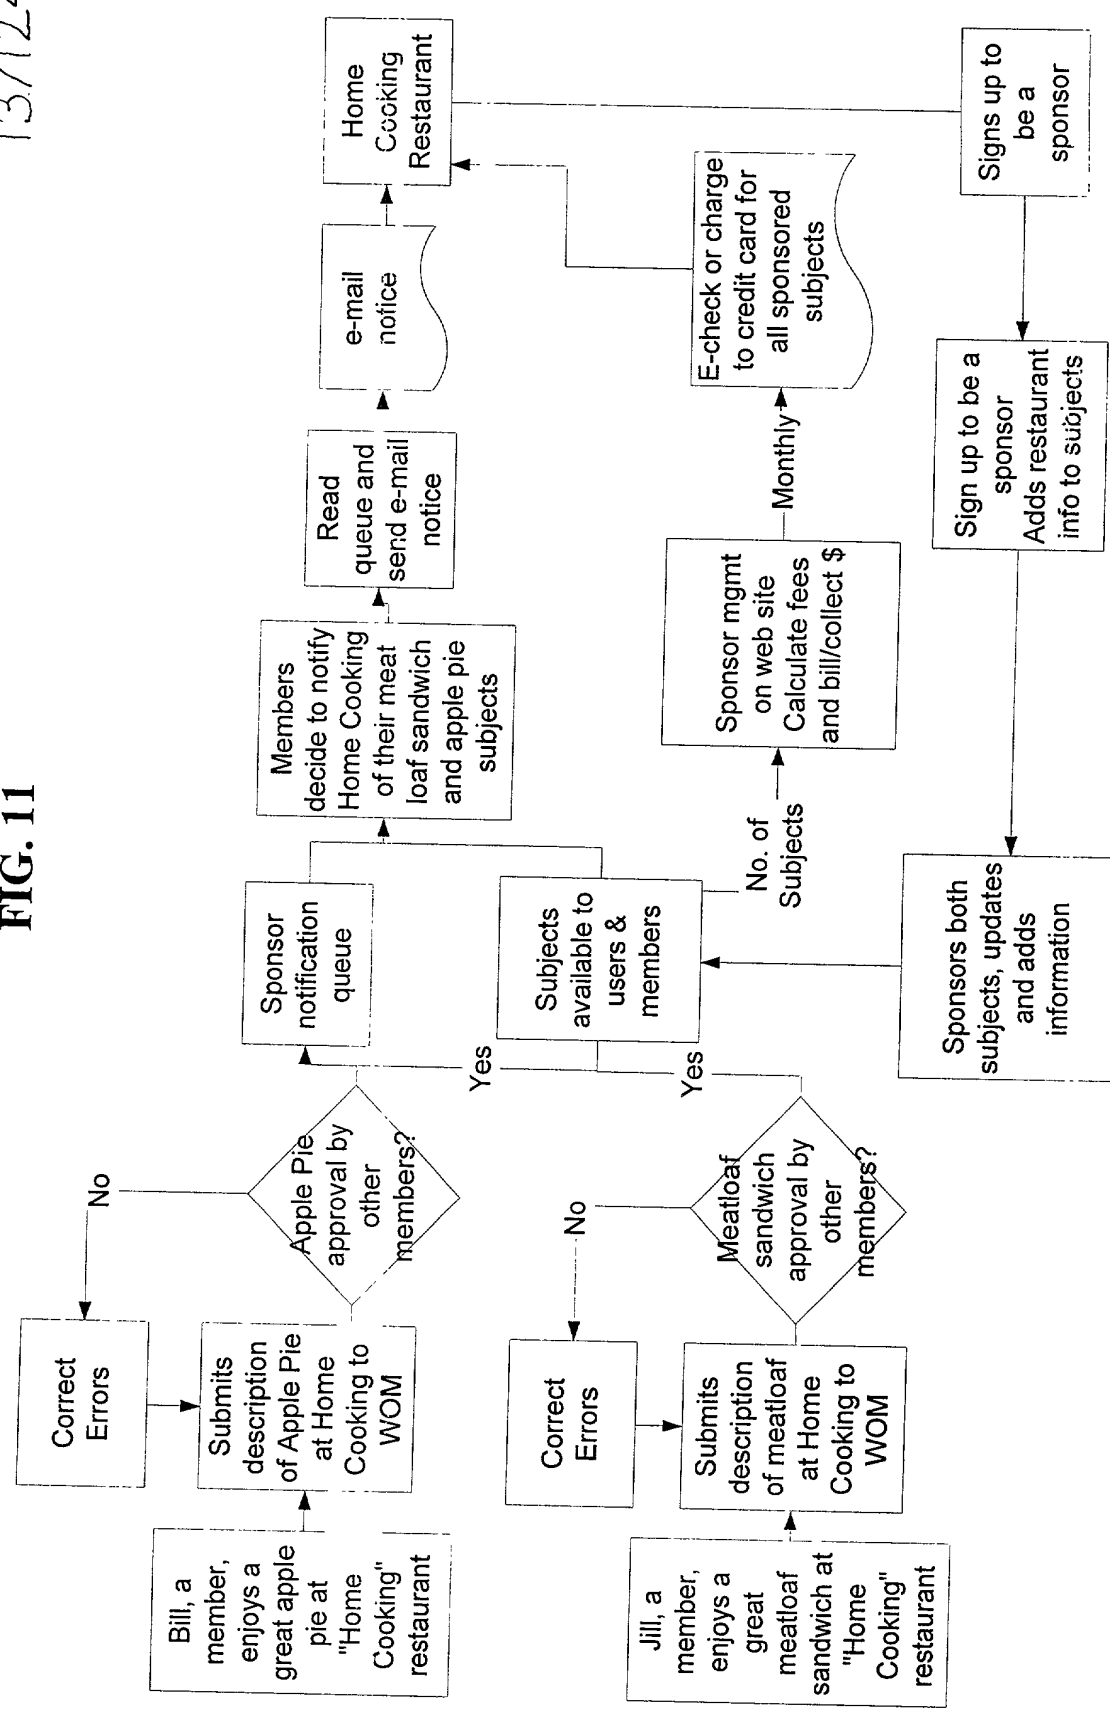 FIG. 11
Bill, a
member,
enjoys a
great apple
pie at
"Home
Cooking"
restaurant
Submits
description
of Apple Pie
at Home
Cooking to
WOM
Correct
Errors
No
Apple Pie
approval by
other
members?
Yes
Sponsor
notification
queue
Members
decide to notify
Home Cooking
of their meat
loaf sandwich
and apple pie
subjects
Read
queue and
send e-mail
notice
e-mail
notice
Home
Cooking
Restaurant
Jill, a
member,
enjoys a
great
meatloaf
sandwich at
"Home
Cooking"
restaurant
Submits
description
of meatloaf
at Home
Cooking to
WOM
Correct
Errors
No
Meatloaf
sandwich
approval by
other
members?
Yes
Subjects
available to
users &
members
No. of
Subjects
Sponsor mgmt
on web site
Calculate fees
and bill/collect $
Monthly
E-check or charge
to credit card for
all sponsored
subjects
Signs up to
be a
sponsor
Sign up to be a
sponsor
Adds restaurant
info to subjects
Sponsors both
subjects, updates
and adds
information